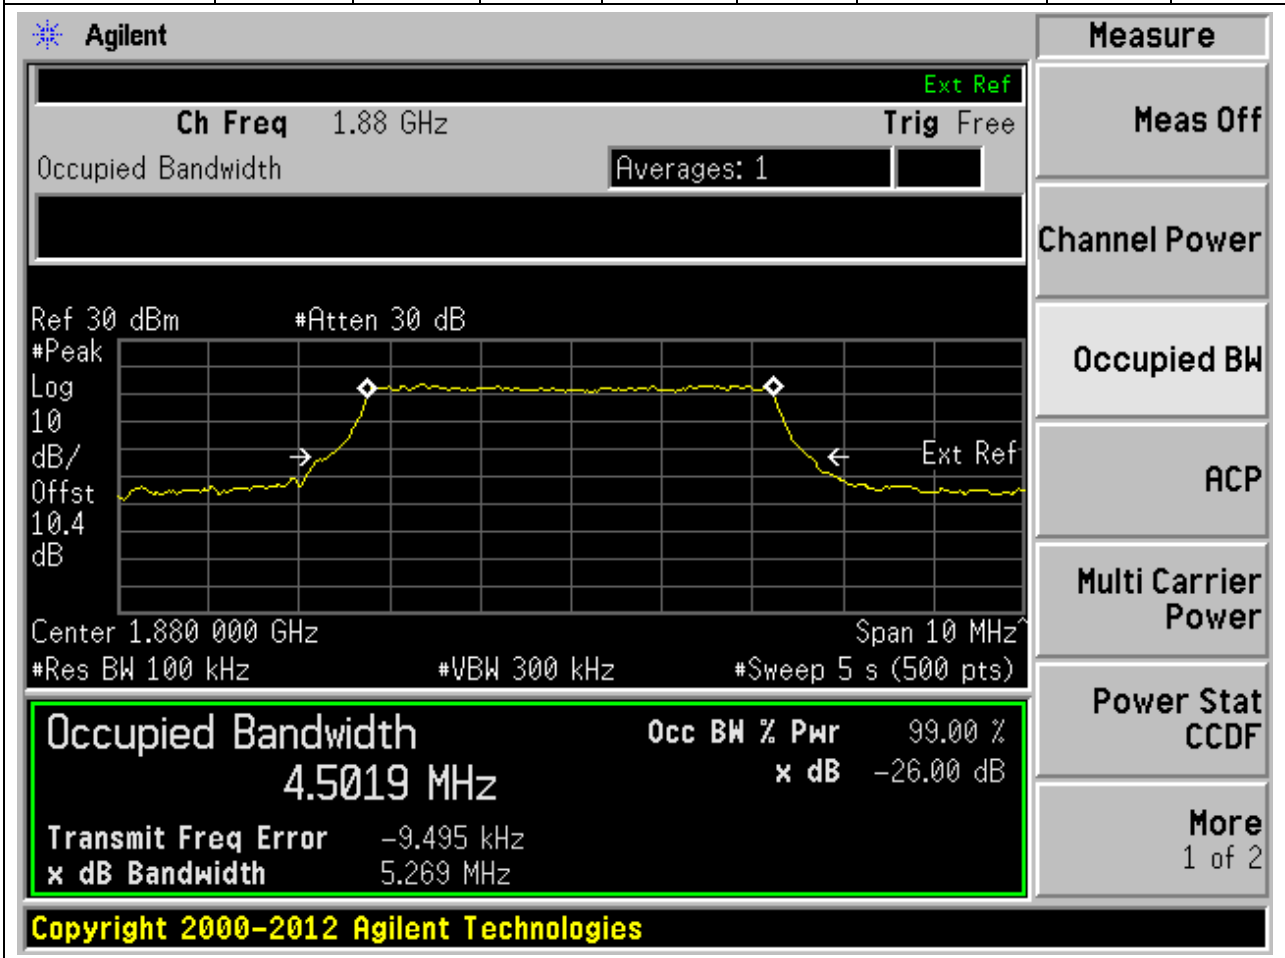 Agilent
Measure
Ext Ref
Ch Freq 1.88 GHz Trig Free
Meas Off
Occupied Bandwidth Averages: 1
Channel Power
Ref 30 dBm #Atten 30 dB
#Peak
Log
10
dB/
Offst
10.4
dB
Ext Ref
Occupied BW
ACP
Center 1.880 000 GHz Span 10 MHz^
#Res BW 100 kHz #VBW 300 kHz #Sweep 5 s (500 pts)
Multi Carrier
Power
Occupied Bandwidth Occ BW % Pwr 99.00 %
4.5019 MHz x dB -26.00 dB
Transmit Freq Error -9.495 kHz
x dB Bandwidth 5.269 MHz
Power Stat
CCDF
More
1 of 2
Copyright 2000-2012 Agilent Technologies